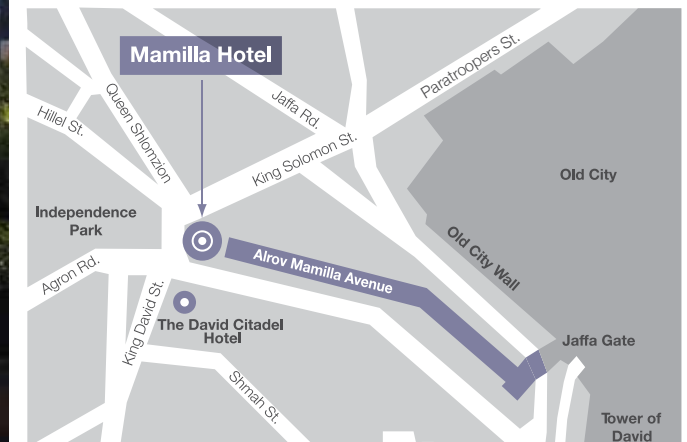 Mamilla Hotel
Paratroopers St.
Jaffa Rd.
Queen Shlomzion
Hillel St.
King Solomon St.
Old City
Independence
Park
Old City Wall
Alrov Mamilla Avenue
Agron Rd.
King David St.
The David Citadel
Hotel
Jaffa Gate
Shmah St.
Tower of
David